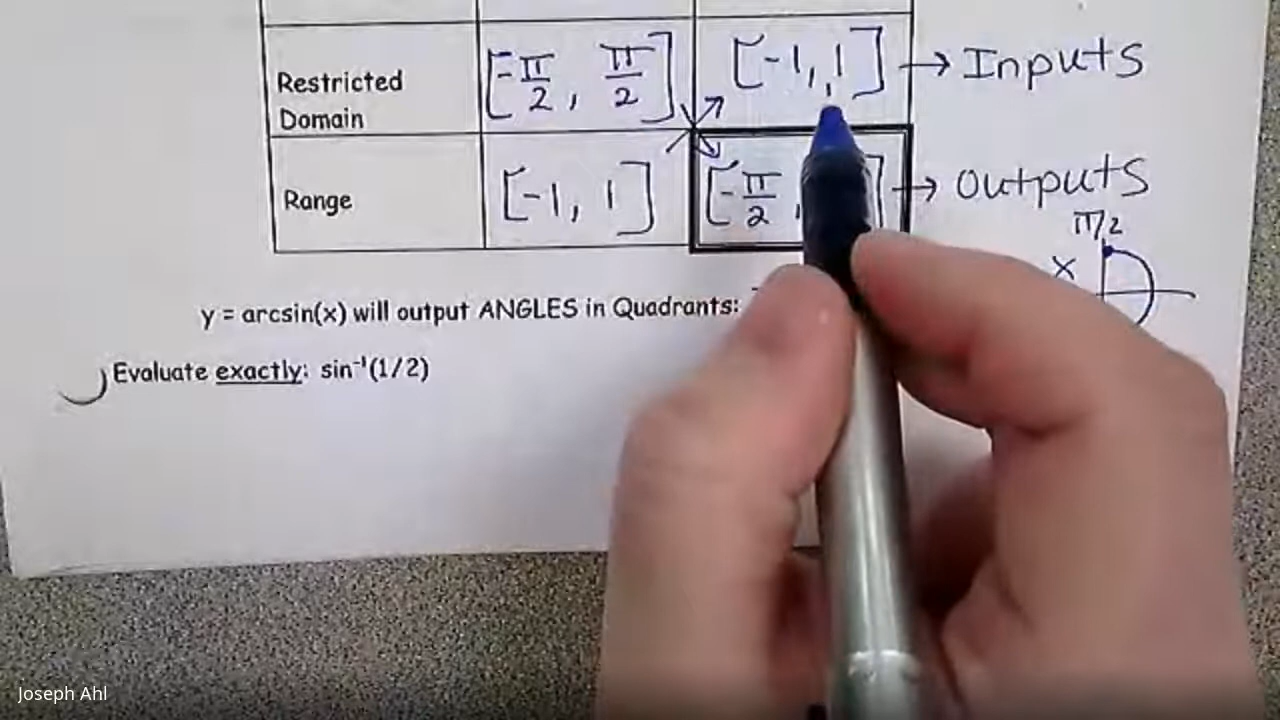 Restricted Domain [-π/2, π/2] [-1, 1] → Inputs
Range [-1, 1] [-π/2, ] → Outputs
π/2
x
y = arcsin(x) will output ANGLES in Quadrants:
Evaluate exactly: sin⁻¹(1/2)
Joseph Ahl